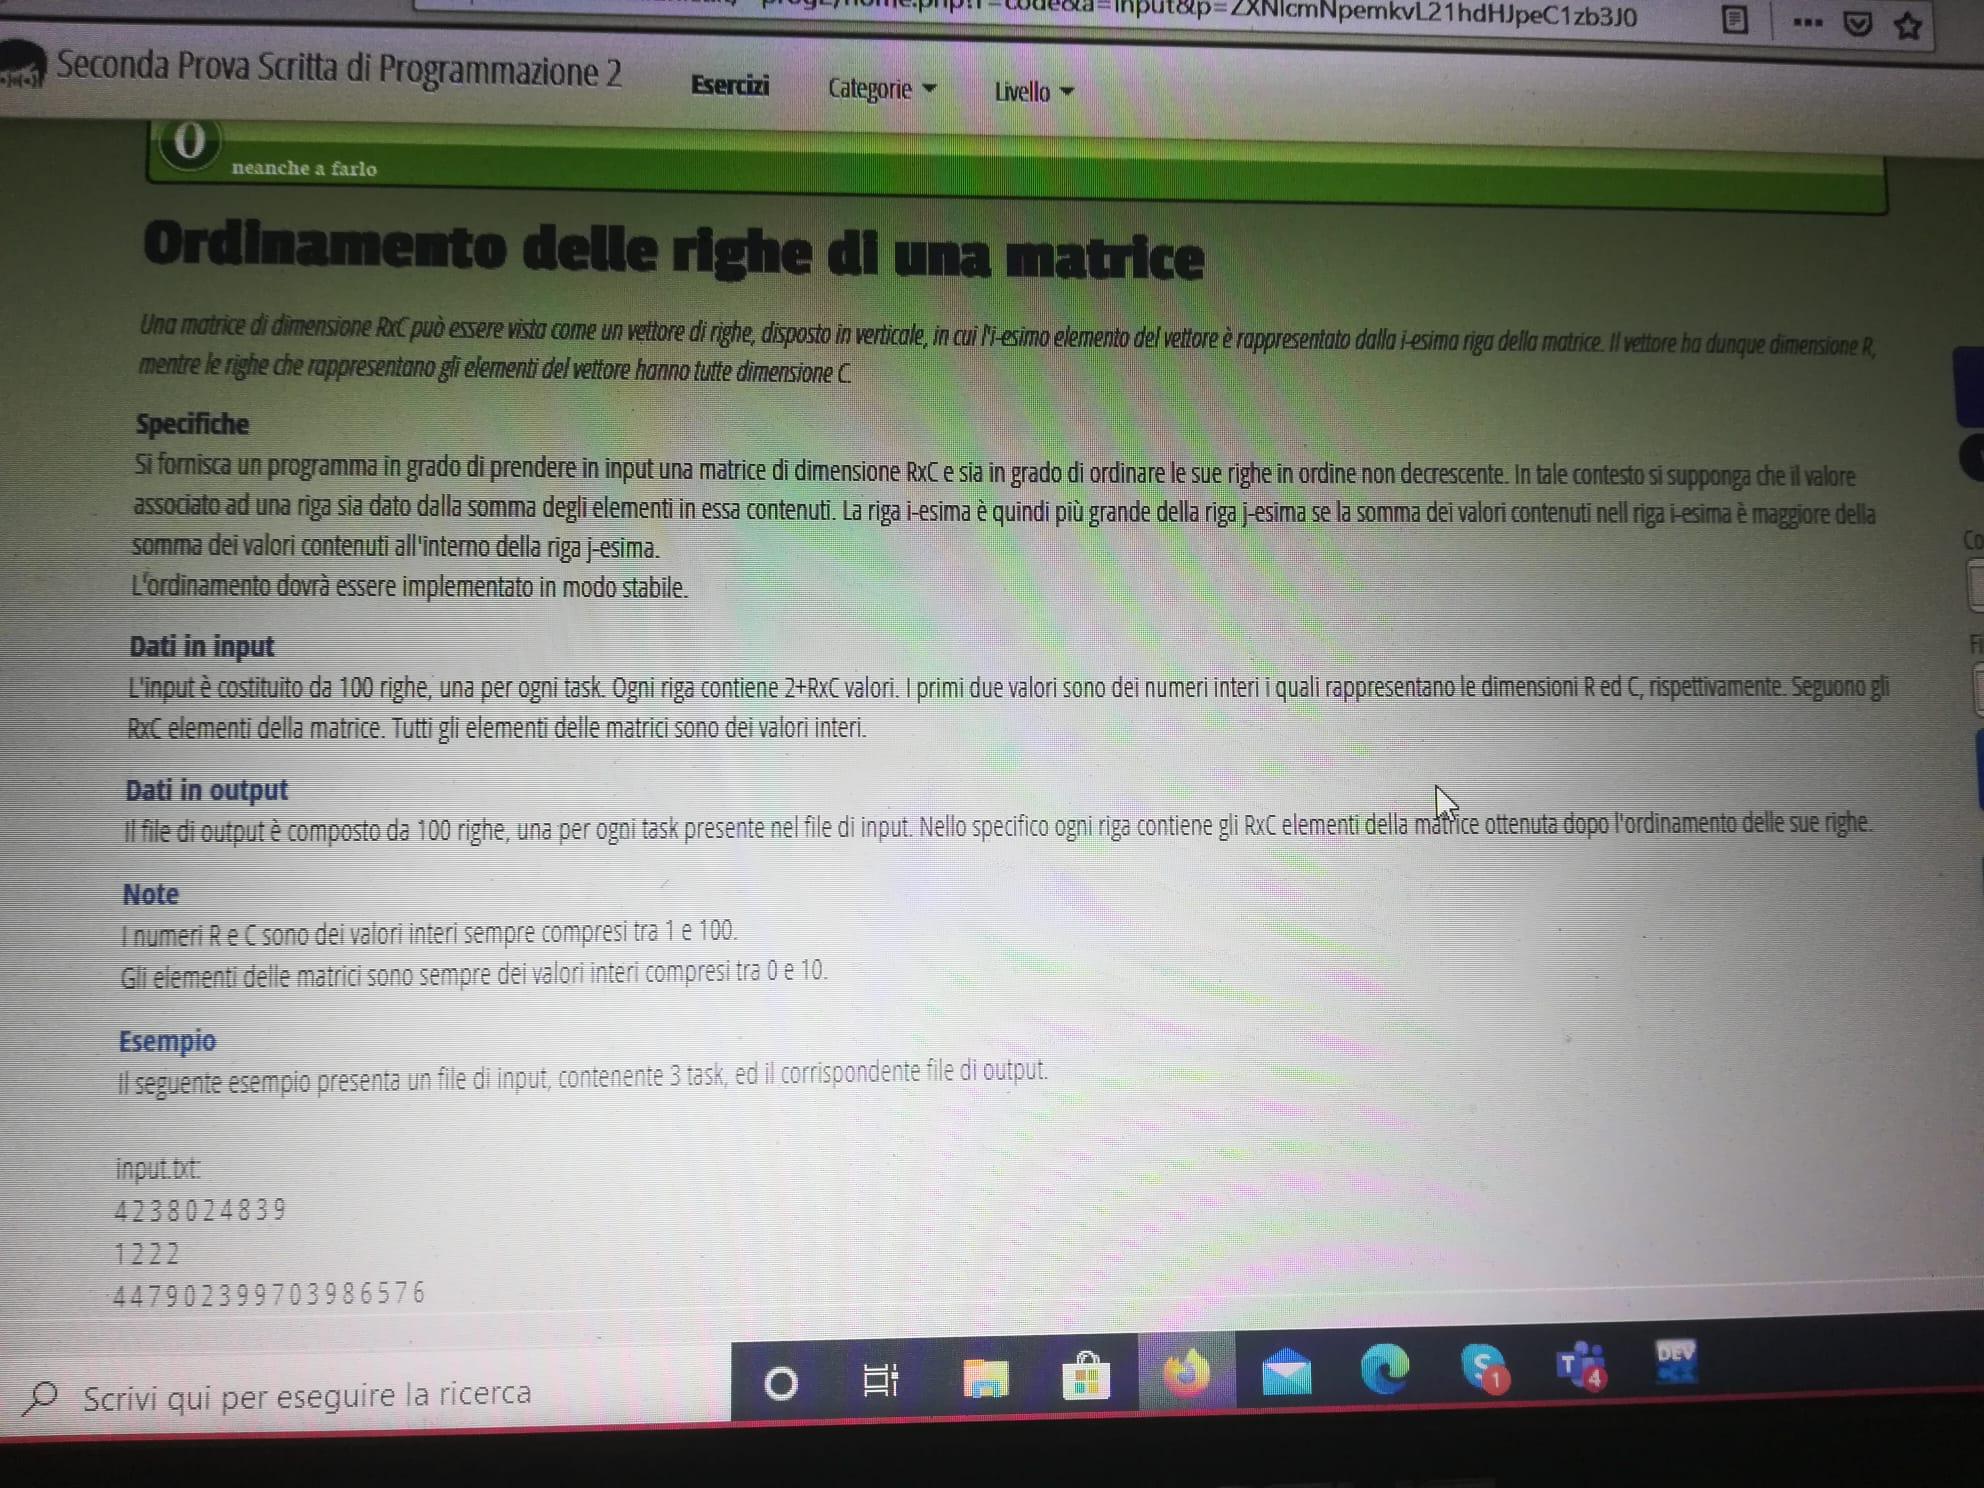 code&a=input&p=ZXNlcmNpemkvL21hdHJpeC1zb3J0
Seconda Prova Scritta di Programmazione 2
Esercizi
Categorie
Livello
0
neanche a farlo
Ordinamento delle righe di una matrice
Una matrice di dimensione RxC può essere vista come un vettore di righe, disposto in verticale, in cui l'i-esimo elemento del vettore è rappresentato dalla i-esima riga della matrice. Il vettore ha dunque dimensione R,
mentre le righe che rappresentano gli elementi del vettore hanno tutte dimensione C.
Specifiche
Si fornisca un programma in grado di prendere in input una matrice di dimensione RxC e sia in grado di ordinare le sue righe in ordine non decrescente. In tale contesto si supponga che il valore
associato ad una riga sia dato dalla somma degli elementi in essa contenuti. La riga i-esima è quindi più grande della riga j-esima se la somma dei valori contenuti nell riga i-esima è maggiore della
somma dei valori contenuti all'interno della riga j-esima.
L'ordinamento dovrà essere implementato in modo stabile.
Dati in input
L'input è costituito da 100 righe, una per ogni task. Ogni riga contiene 2+RxC valori. I primi due valori sono dei numeri interi i quali rappresentano le dimensioni R ed C, rispettivamente. Seguono gli
RxC elementi della matrice. Tutti gli elementi delle matrici sono dei valori interi.
Dati in output
Il file di output è composto da 100 righe, una per ogni task presente nel file di input. Nello specifico ogni riga contiene gli RxC elementi della matrice ottenuta dopo l'ordinamento delle sue righe.
Note
I numeri R e C sono dei valori interi sempre compresi tra 1 e 100.
Gli elementi delle matrici sono sempre dei valori interi compresi tra 0 e 10.
Esempio
Il seguente esempio presenta un file di input, contenente 3 task, ed il corrispondente file di output.
input.txt:
4 2 3 8 0 2 4 8 3 9
1 2 2 2
4 4 7 9 0 2 3 9 9 7 0 3 9 8 6 5 7 6
Co
Fi
Scrivi qui per eseguire la ricerca
S
1
T
4
DEV